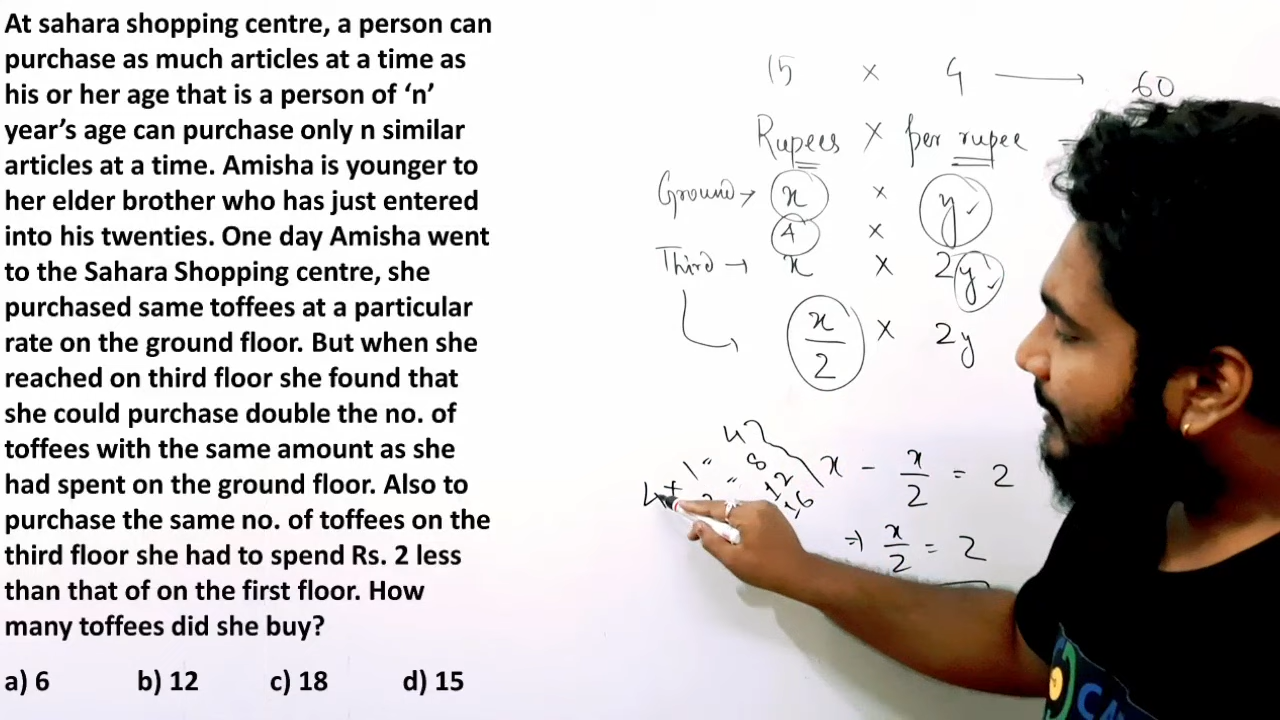 At sahara shopping centre, a person can
purchase as much articles at a time as
his or her age that is a person of ‘n’
year’s age can purchase only n similar
articles at a time. Amisha is younger to
her elder brother who has just entered
into his twenties. One day Amisha went
to the Sahara Shopping centre, she
purchased same toffees at a particular
rate on the ground floor. But when she
reached on third floor she found that
she could purchase double the no. of
toffees with the same amount as she
had spent on the ground floor. Also to
purchase the same no. of toffees on the
third floor she had to spend Rs. 2 less
than that of on the first floor. How
many toffees did she buy?
a) 6 b) 12 c) 18 d) 15
15 × 4 → 60
Rupees × per rupee =
Ground → x × y
4 ×
Third → x × 2y
x/2 × 2y
4 × 1 = 4
= 8
12
16
x - x/2 = 2
⇒ x/2 = 2
CA